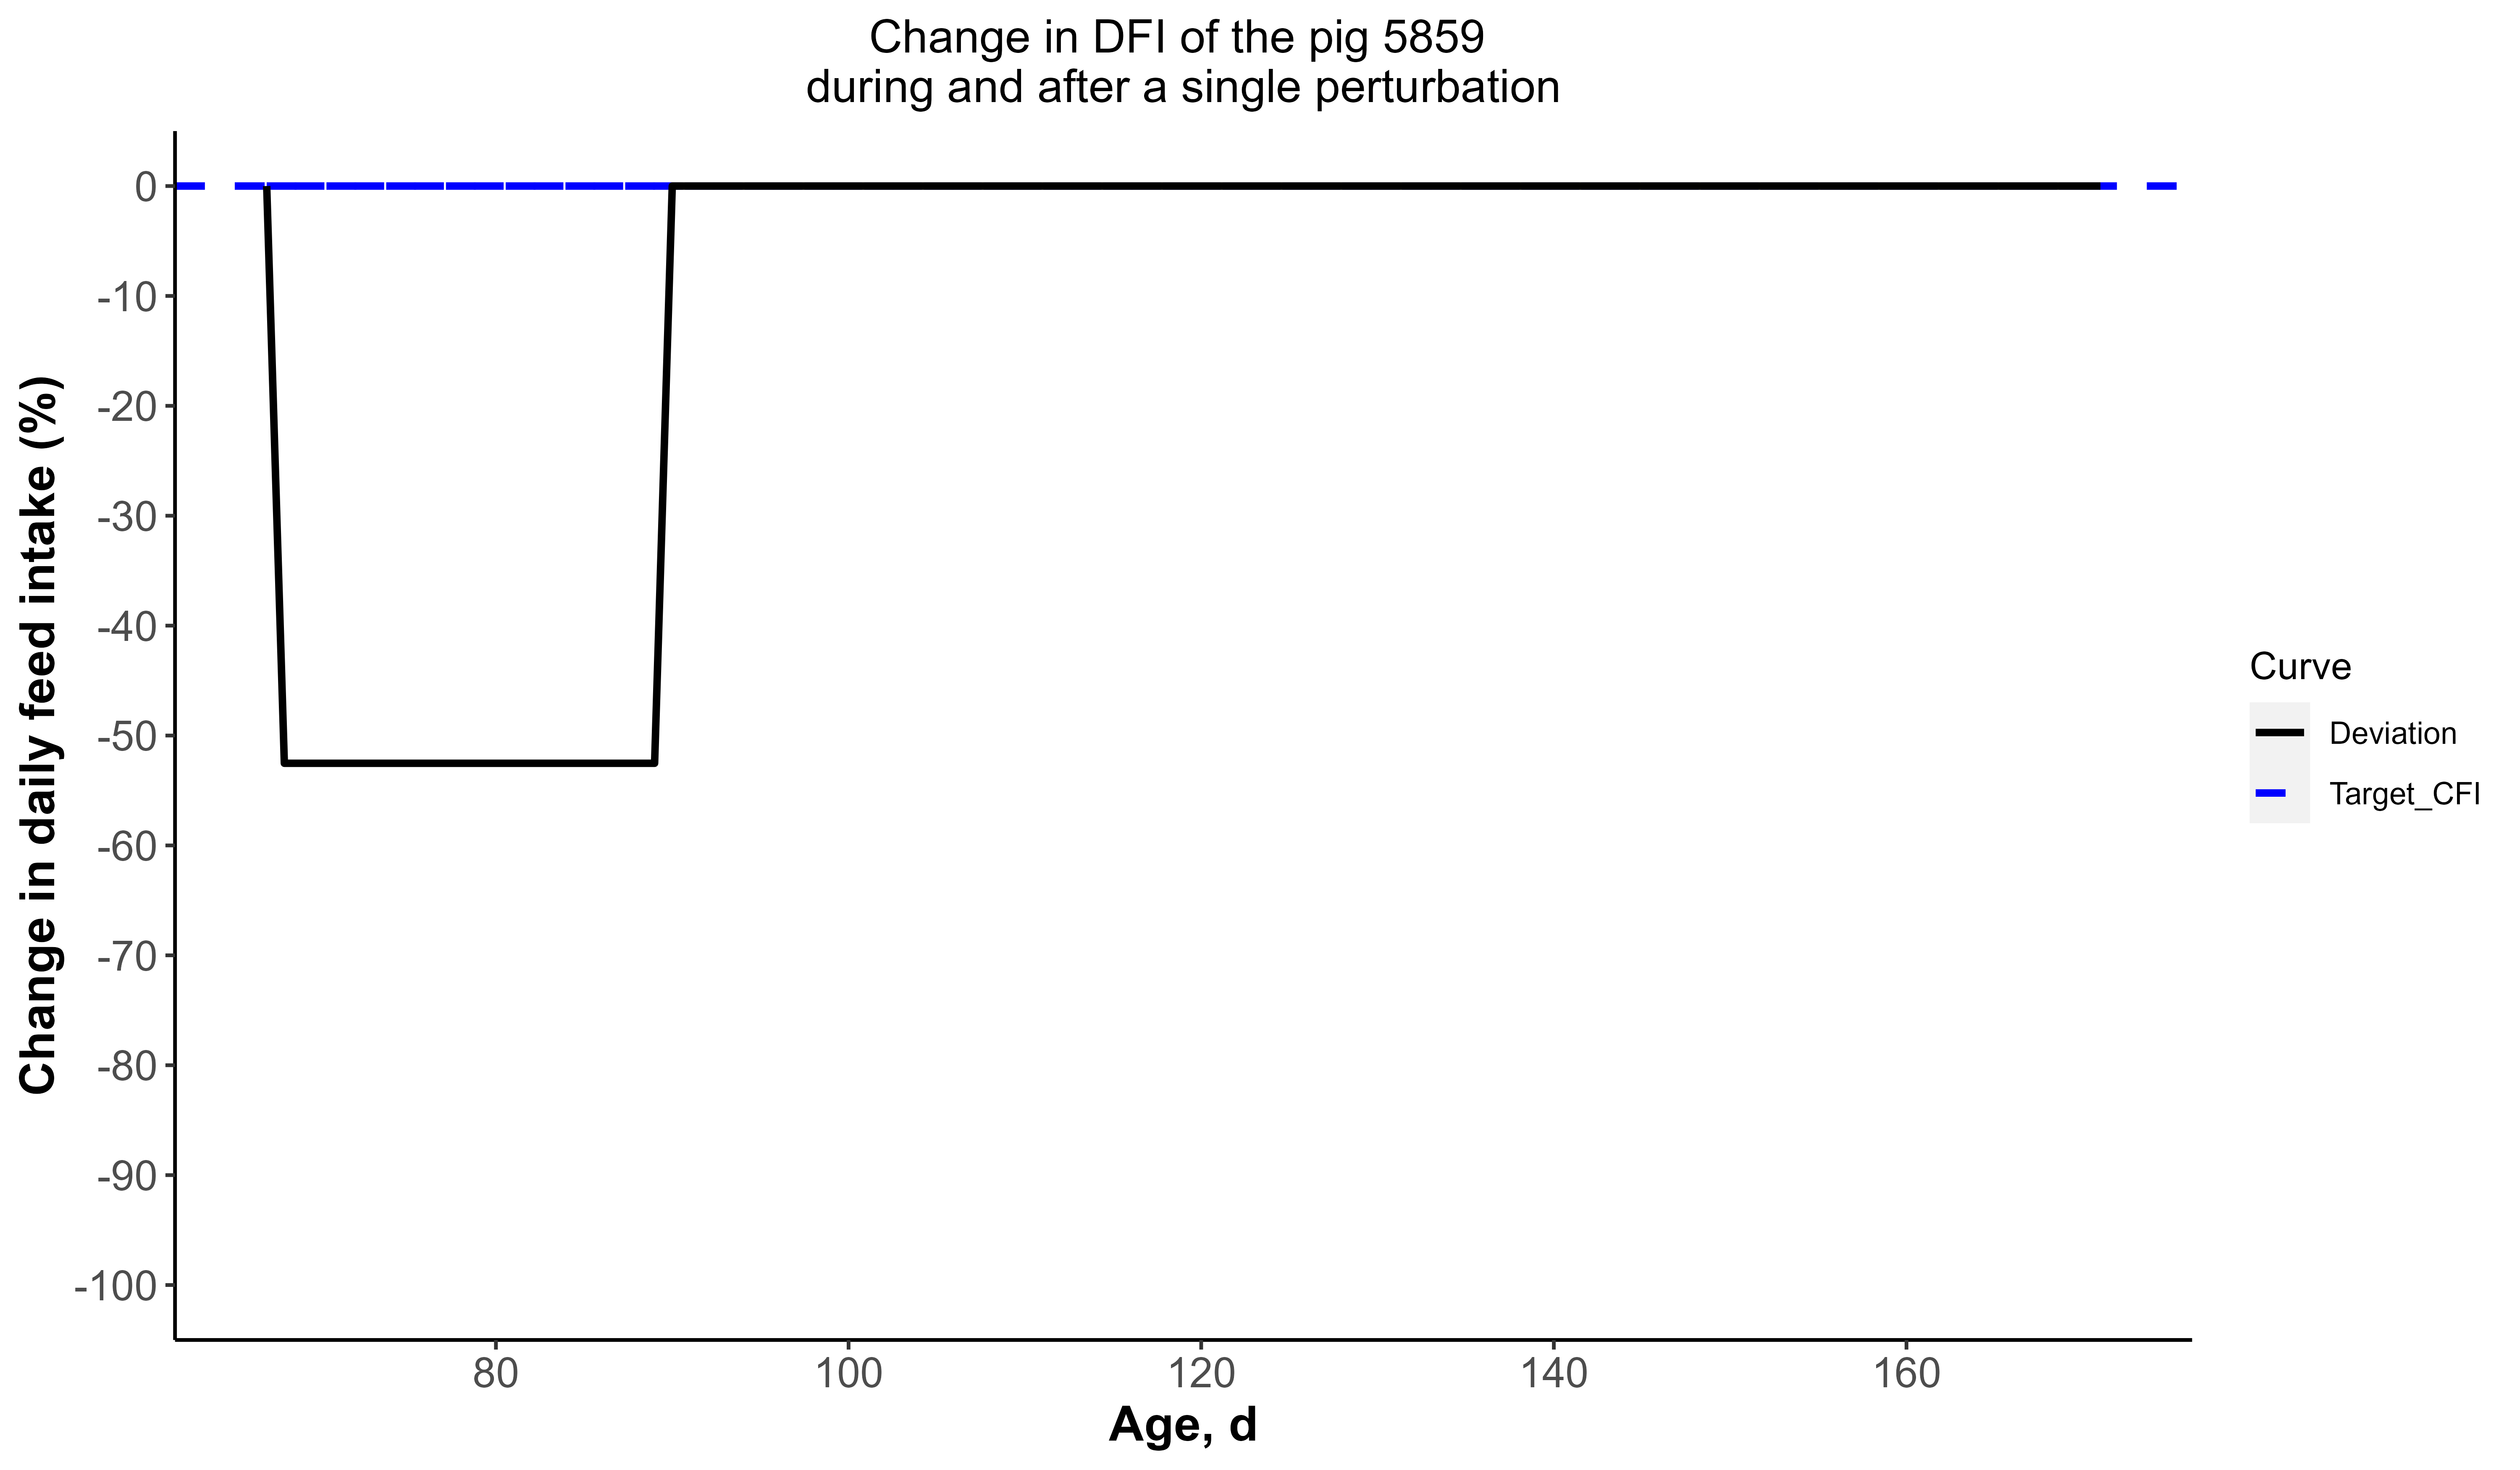 Change in DFI of the pig 5859
during and after a single perturbation
Change in daily feed intake (%)
0
-10
-20
-30
-40
-50
-60
-70
-80
-90
-100
80
100
120
140
160
Age, d
Curve
Deviation
Target_CFI